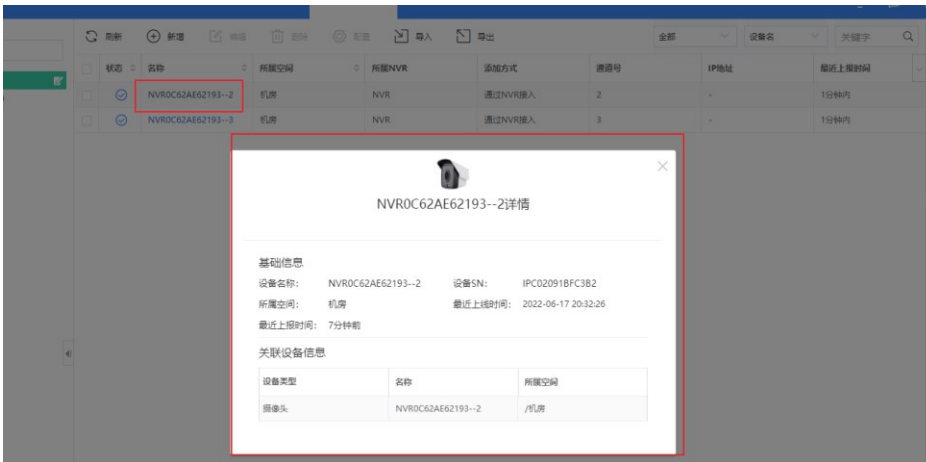 刷新 新增 编辑 删除 配置 导入 导出 全部 设备名 关键字
状态 名称 所属空间 所属NVR 添加方式 通道号 IP地址 最近上报时间
NVR0C62AE62193--2 机房 NVR 通过NVR接入 2 - 1分钟内
NVR0C62AE62193--3 机房 NVR 通过NVR接入 3 - 1分钟内
NVR0C62AE62193--2详情
基础信息
设备名称: NVR0C62AE62193--2 设备SN: IPC02091BFC3B2
所属空间: 机房 最近上线时间: 2022-06-17 20:32:26
最近上报时间: 7分钟前
关联设备信息
设备类型 名称 所属空间
摄像头 NVR0C62AE62193--2 /机房